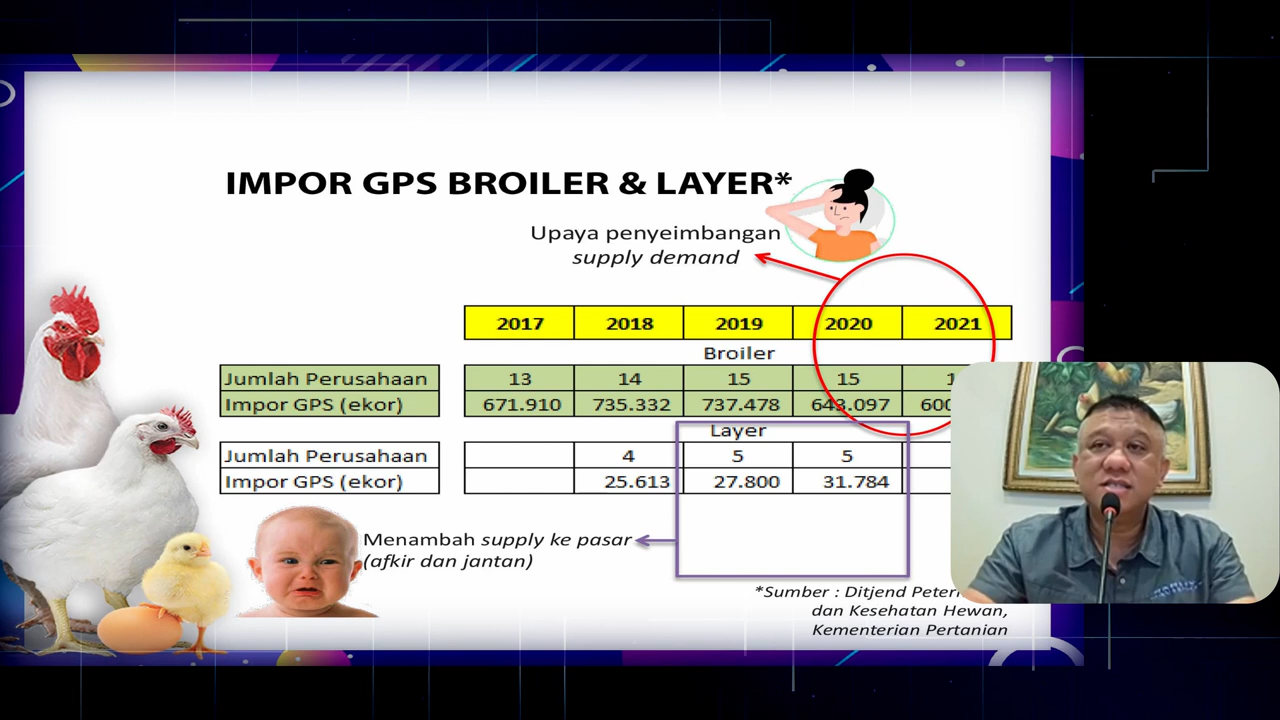 IMPOR GPS BROILER & LAYER*
Upaya penyeimbangan
supply demand
2017 2018 2019 2020 2021
Broiler
Jumlah Perusahaan 13 14 15 15
Impor GPS (ekor) 671.910 735.332 737.478 643.097
Layer
Jumlah Perusahaan 4 5 5
Impor GPS (ekor) 25.613 27.800 31.784
Menambah supply ke pasar
(afkir dan jantan)
*Sumber : Ditjend
dan Kesehatan Hewan,
Kementerian Pertanian